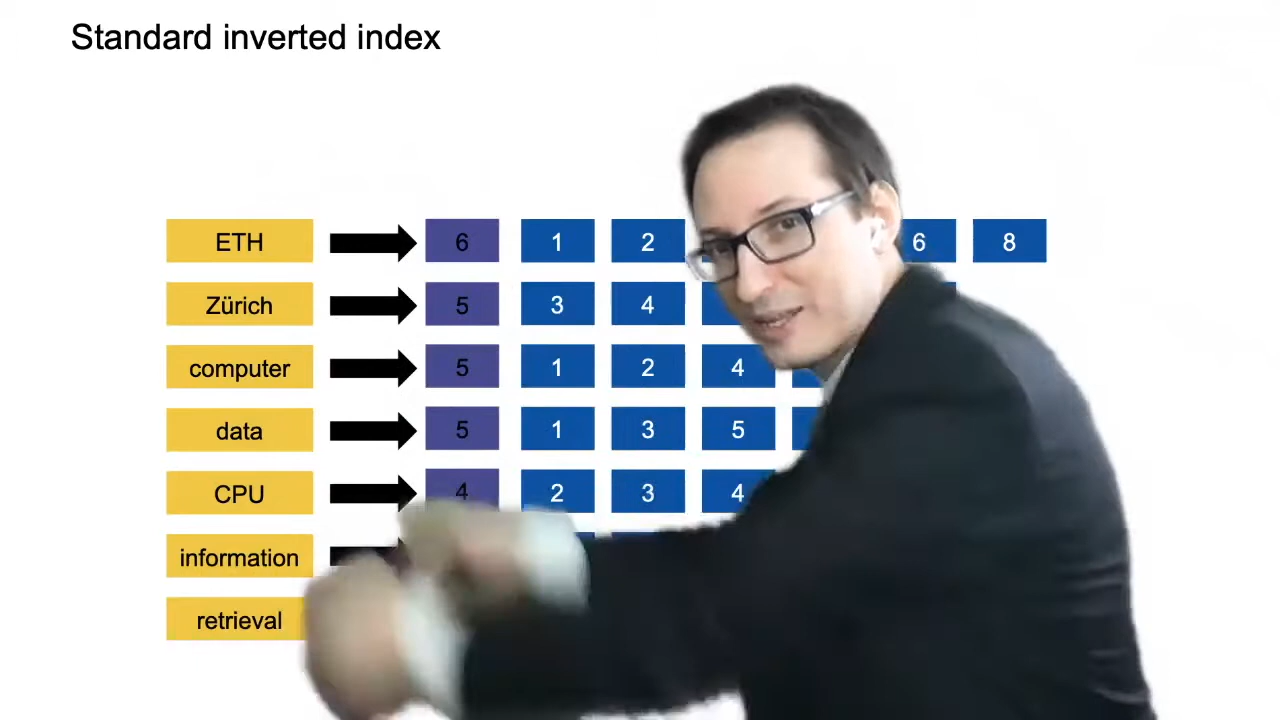 Standard inverted index
ETH 6 1 2 6 8
Zürich 5 3 4
computer 5 1 2 4
data 5 1 3 5
CPU 4 2 3 4
information
retrieval